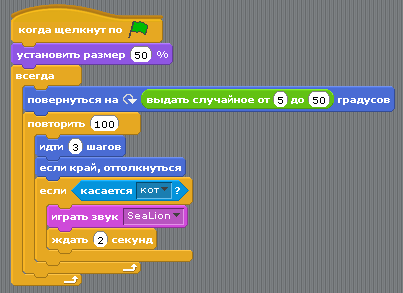 когда щелкнут по
установить размер 50 %
всегда
повернуться на выдать случайное от 5 до 50 градусов
повторить 100
идти 3 шагов
если край, оттолкнуться
если касается кот ?
играть звук SeaLion
ждать 2 секунд